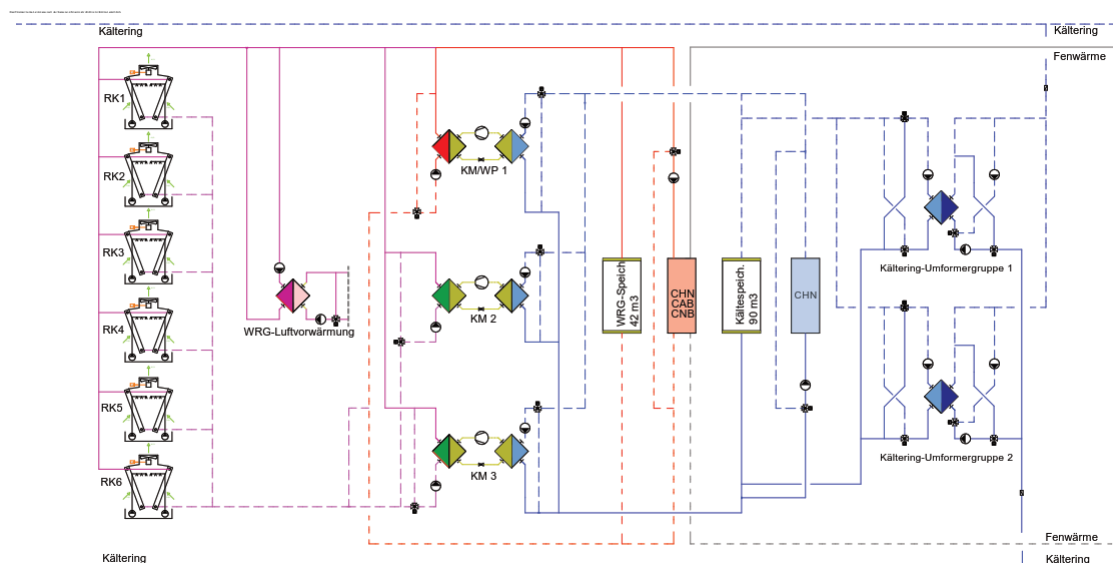 Kältering
Kältering
Fenwärme
RK1
RK2
RK3
RK4
RK5
RK6
WRG-Luftvorwärmung
KM/WP 1
KM 2
KM 3
WRG-Speich
42 m3
CHN
CAB
CNB
Kältespeich.
90 m3
CHN
Kältering-Umformergruppe 1
Kältering-Umformergruppe 2
Fenwärme
Kältering
Kältering